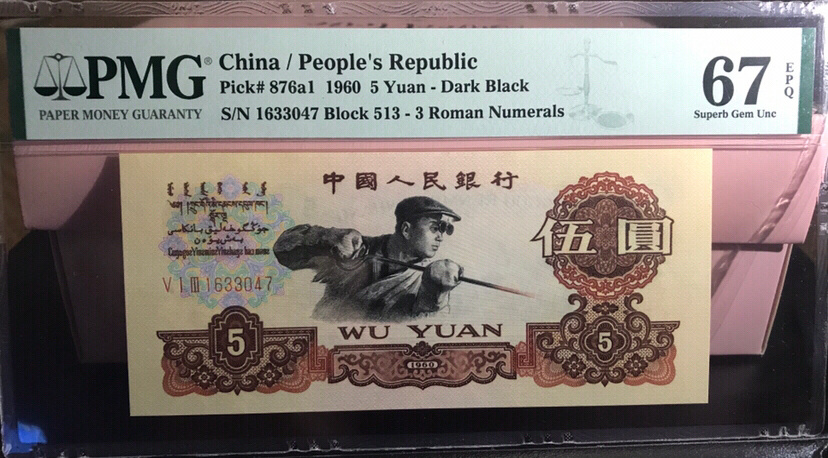 PMG®
PAPER MONEY GUARANTY
China / People's Republic
Pick# 876a1 1960 5 Yuan - Dark Black
S/N 1633047 Block 513 - 3 Roman Numerals
67
EPQ
Superb Gem Unc
中國人民銀行
伍圓
V I III 1633047
WU YUAN
5
1960
5